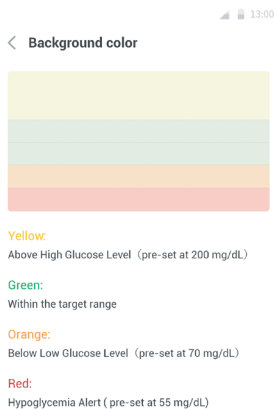 13:00
Background color
Yellow:
Above High Glucose Level（pre-set at 200 mg/dL）
Green:
Within the target range
Orange:
Below Low Glucose Level（pre-set at 70 mg/dL）
Red:
Hypoglycemia Alert ( pre-set at 55 mg/dL)